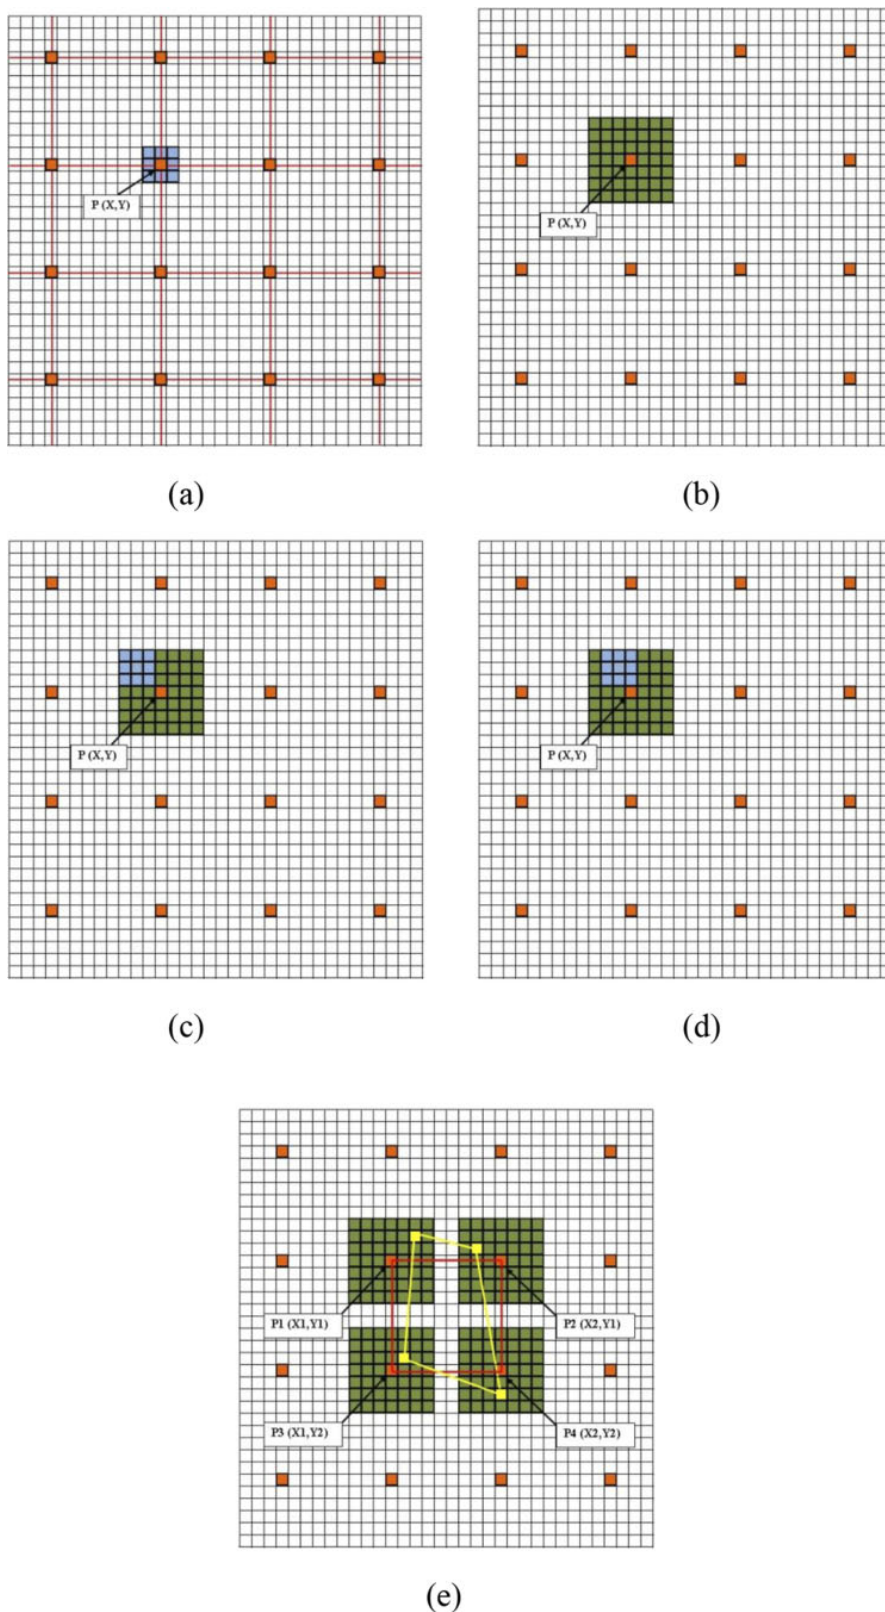 P (X,Y)
(a)
P (X,Y)
(b)
P (X,Y)
(c)
P (X,Y)
(d)
P1 (X1,Y1)
P2 (X2,Y1)
P3 (X1,Y2)
P4 (X2,Y2)
(e)